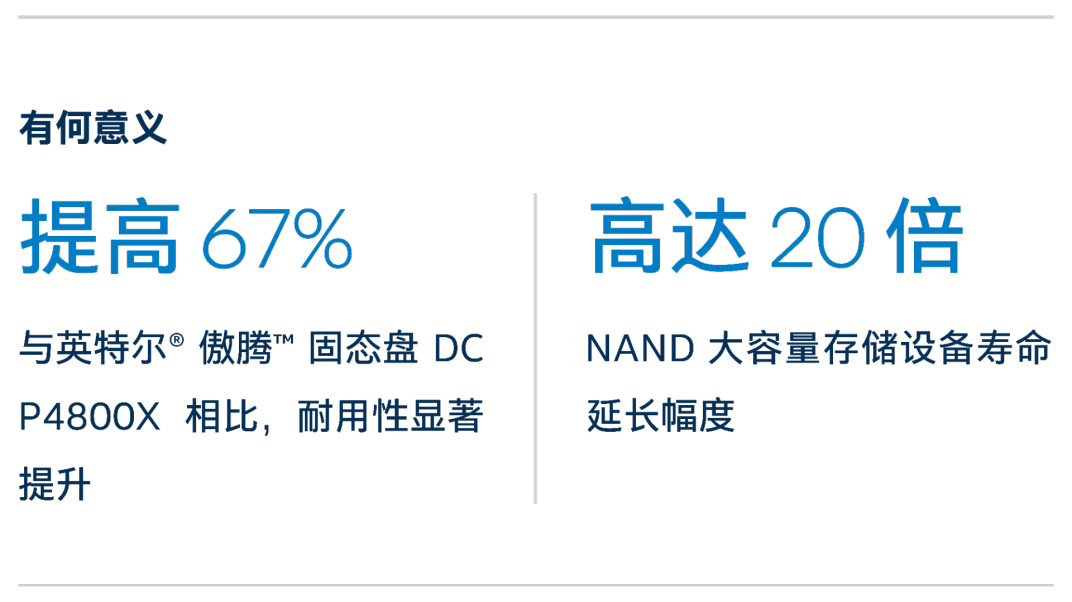 有何意义
提高 67%
与英特尔® 傲腾™ 固态盘 DC
P4800X 相比，耐用性显著
提升
高达 20 倍
NAND 大容量存储设备寿命
延长幅度